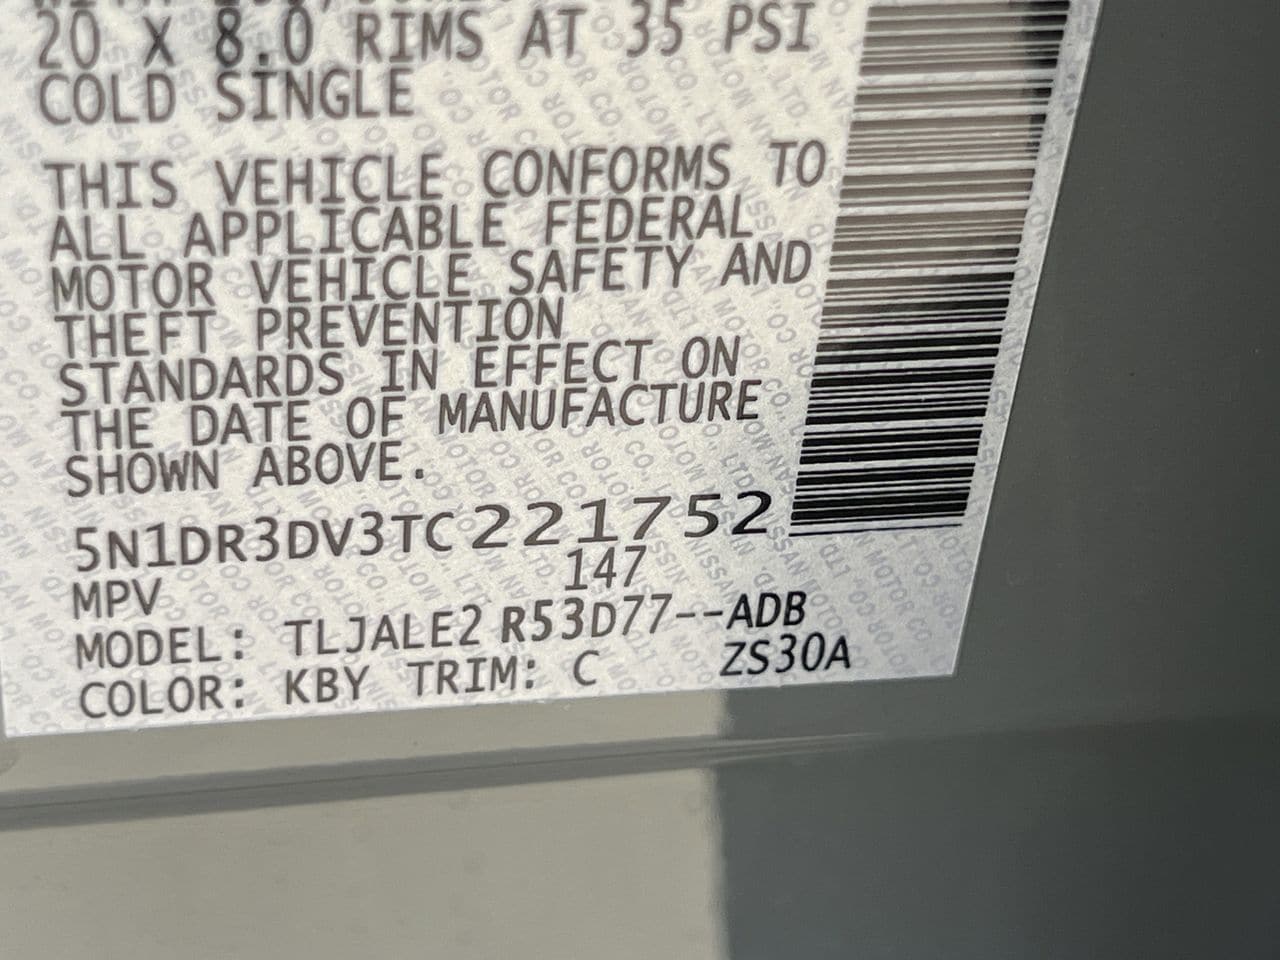 20 X 8.0 RIMS AT 35 PSI
COLD SINGLE
THIS VEHICLE CONFORMS TO
ALL APPLICABLE FEDERAL
MOTOR VEHICLE SAFETY AND
THEFT PREVENTION
STANDARDS IN EFFECT ON
THE DATE OF MANUFACTURE
SHOWN ABOVE.
5N1DR3DV3TC221752
MPV 147
MODEL: TLJALE2 R53D77--ADB
COLOR: KBY TRIM: C ZS30A